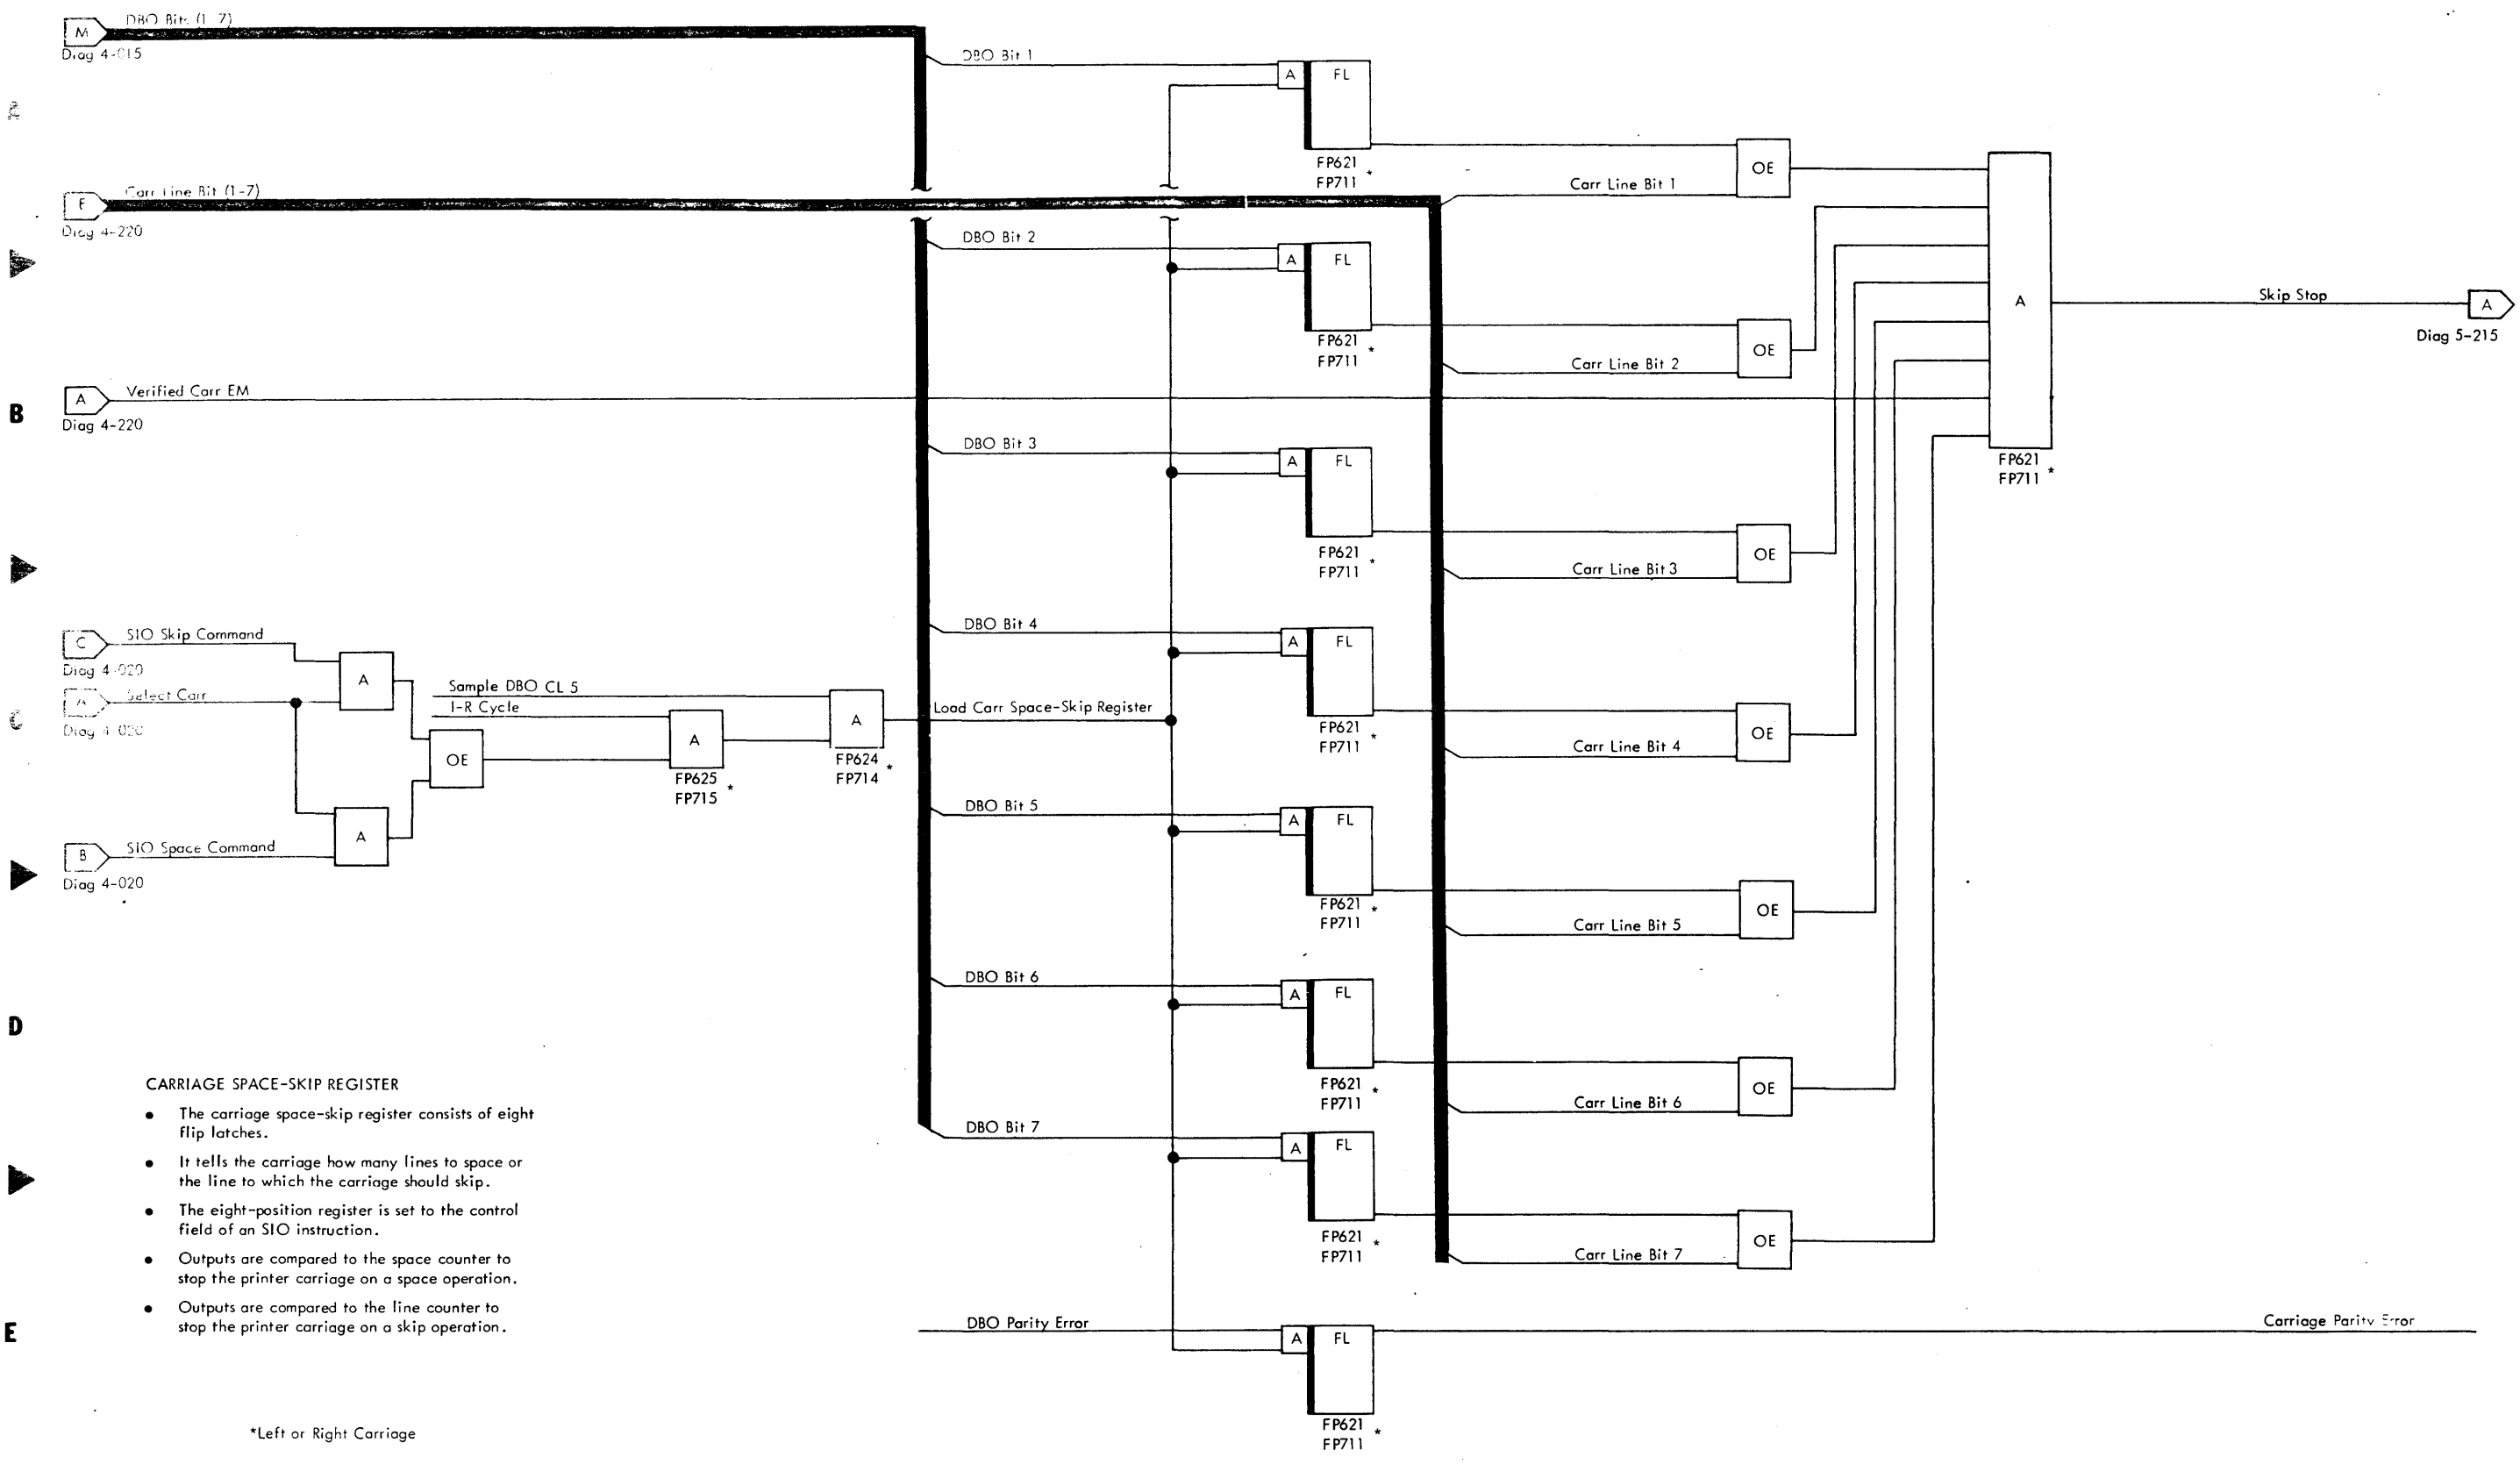 DBO Bits (1-7)
M
Diag 4-015
DBO Bit 1
A
FL
FP621
FP711 *
Carr Line Bit 1
OE
Carr Line Bit (1-7)
Diag 4-220
DBO Bit 2
A
FL
FP621
FP711 *
Carr Line Bit 2
OE
A
FP621
FP711 *
Skip Stop
A
Diag 5-215
B
A
Verified Carr EM
Diag 4-220
DBO Bit 3
A
FL
FP621
FP711 *
Carr Line Bit 3
OE
C
SIO Skip Command
Diag 4-020
A
Select Carr
Diag 4-020
A
OE
A
B
SIO Space Command
Diag 4-020
Sample DBO CL 5
I-R Cycle
A
FP625
FP715 *
A
FP624
FP714 *
Load Carr Space-Skip Register
DBO Bit 4
A
FL
FP621
FP711 *
Carr Line Bit 4
OE
C
DBO Bit 5
A
FL
FP621
FP711 *
Carr Line Bit 5
OE
D
DBO Bit 6
A
FL
FP621
FP711 *
Carr Line Bit 6
OE
DBO Bit 7
A
FL
FP621
FP711 *
Carr Line Bit 7
OE
CARRIAGE SPACE-SKIP REGISTER
• The carriage space-skip register consists of eight
flip latches.
• It tells the carriage how many lines to space or
the line to which the carriage should skip.
• The eight-position register is set to the control
field of an SIO instruction.
• Outputs are compared to the space counter to
stop the printer carriage on a space operation.
• Outputs are compared to the line counter to
stop the printer carriage on a skip operation.
E
DBO Parity Error
A
FL
FP621
FP711 *
Carriage Parity Error
*Left or Right Carriage